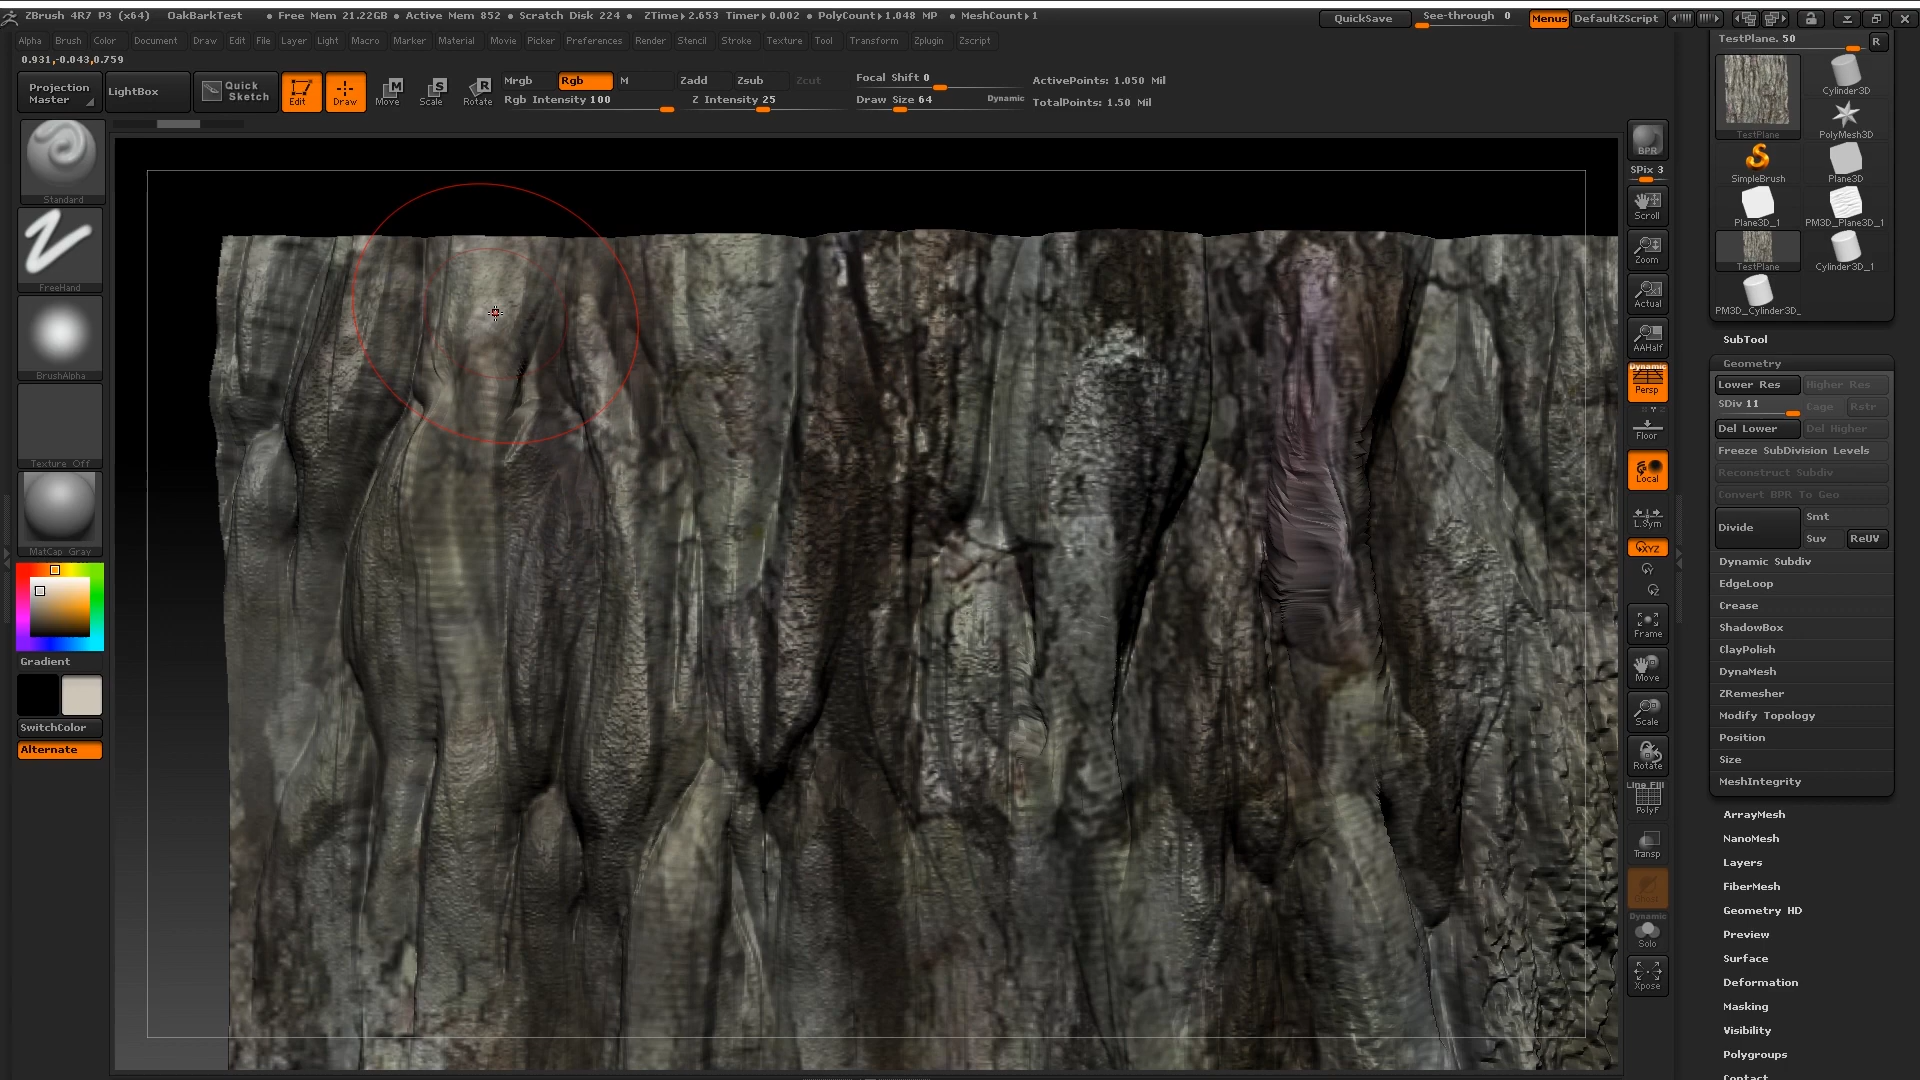 ZBrush 4R7 P3 (x64) OakBarkTest • Free Mem 21.22GB • Active Mem 852 • Scratch Disk 224 • ZTime▸2.653 Timer▸0.002 • PolyCount▸1.048 MP • MeshCount▸1 QuickSave See-through 0 Menus DefaultZScript
Alpha Brush Color Document Draw Edit File Layer Light Macro Marker Material Movie Picker Preferences Render Stencil Stroke Texture Tool Transform Zplugin Zscript
0.931,-0.043,0.759
Projection Master
LightBox
Quick Sketch
Edit
Draw
Move
Scale
Rotate
Mrgb Rgb M Zadd Zsub Zcut
Rgb Intensity 100 Z Intensity 25
Focal Shift 0
Draw Size 64 Dynamic
ActivePoints: 1.050 Mil
TotalPoints: 1.50 Mil
Standard
FreeHand
BrushAlpha
Texture Off
MatCap Gray
Gradient
SwitchColor
Alternate
BPR
SPix 3
Scroll
Zoom
Actual
AAHalf
Dynamic
Persp
Floor
Local
L.Sym
XYZ
Frame
Move
Scale
Rotate
Line Fill
PolyF
Transp
Ghost
Dynamic
Solo
Xpose
TestPlane. 50 R
TestPlane
Cylinder3D
PolyMesh3D
SimpleBrush
Plane3D
Plane3D_1
PM3D_Plane3D_1
TestPlane
Cylinder3D_1
PM3D_Cylinder3D_
SubTool
Geometry
Lower Res Higher Res
SDiv 11 Cage Rstr
Del Lower Del Higher
Freeze SubDivision Levels
Reconstruct Subdiv
Convert BPR To Geo
Divide Smt
Suv ReUV
Dynamic Subdiv
EdgeLoop
Crease
ShadowBox
ClayPolish
DynaMesh
ZRemesher
Modify Topology
Position
Size
MeshIntegrity
ArrayMesh
NanoMesh
Layers
FiberMesh
Geometry HD
Preview
Surface
Deformation
Masking
Visibility
Polygroups
Contact